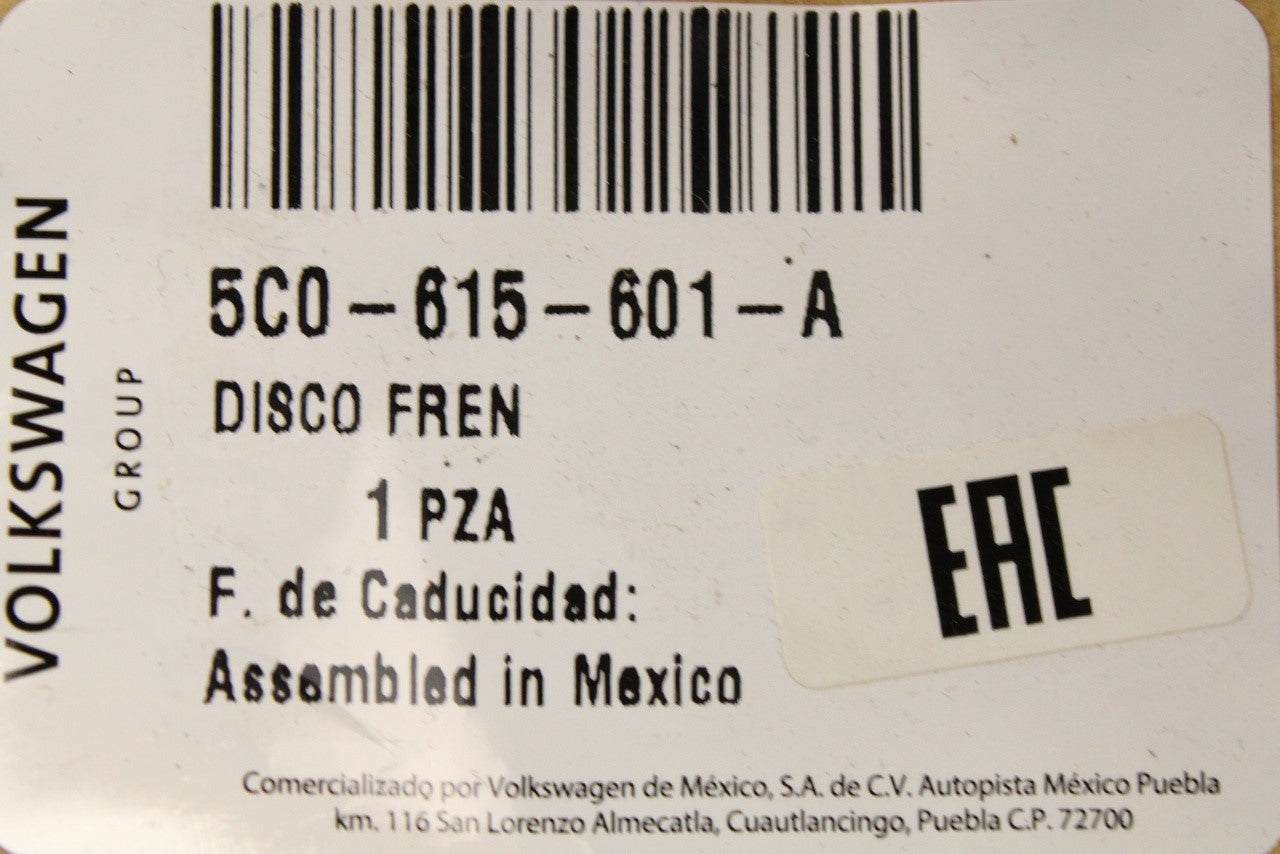 VOLKSWAGEN
GROUP
5C0-615-601-A
DISCO FREN
1 PZA
F. de Caducidad:
Assembled in Mexico
EAC
Comercializado por Volkswagen de México, S.A. de C.V. Autopista México Puebla
km. 116 San Lorenzo Almecatla, Cuautlancingo, Puebla C.P. 72700